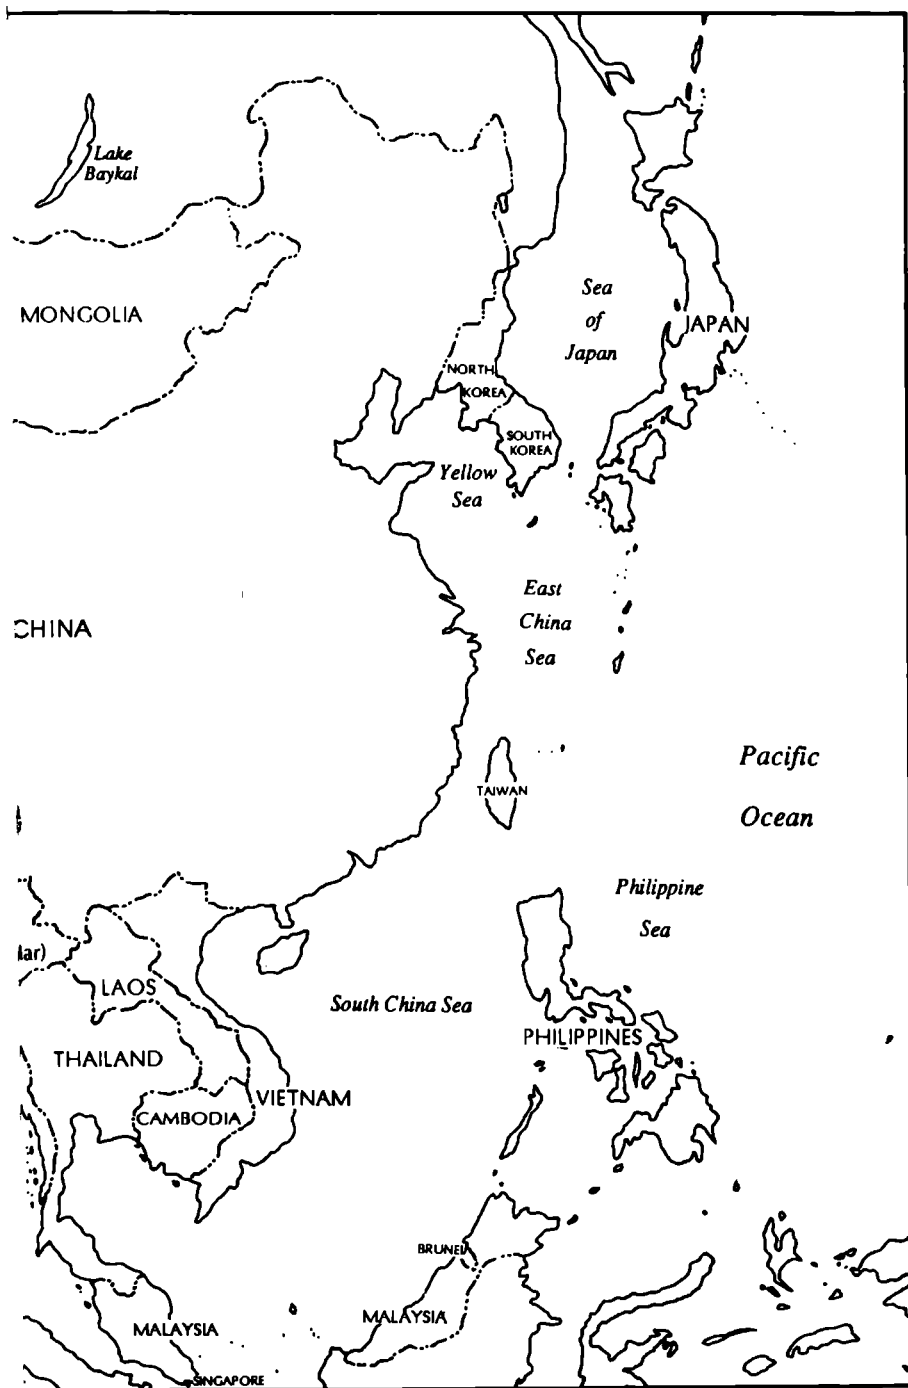 Lake
Baykal
MONGOLIA
Sea
of
Japan
JAPAN
NORTH
KOREA
SOUTH
KOREA
Yellow
Sea
East
China
Sea
CHINA
Pacific
Ocean
TAIWAN
Philippine
Sea
lar)
LAOS
South China Sea
PHILIPPINES
THAILAND
VIETNAM
CAMBODIA
BRUNEI
MALAYSIA
MALAYSIA
SINGAPORE